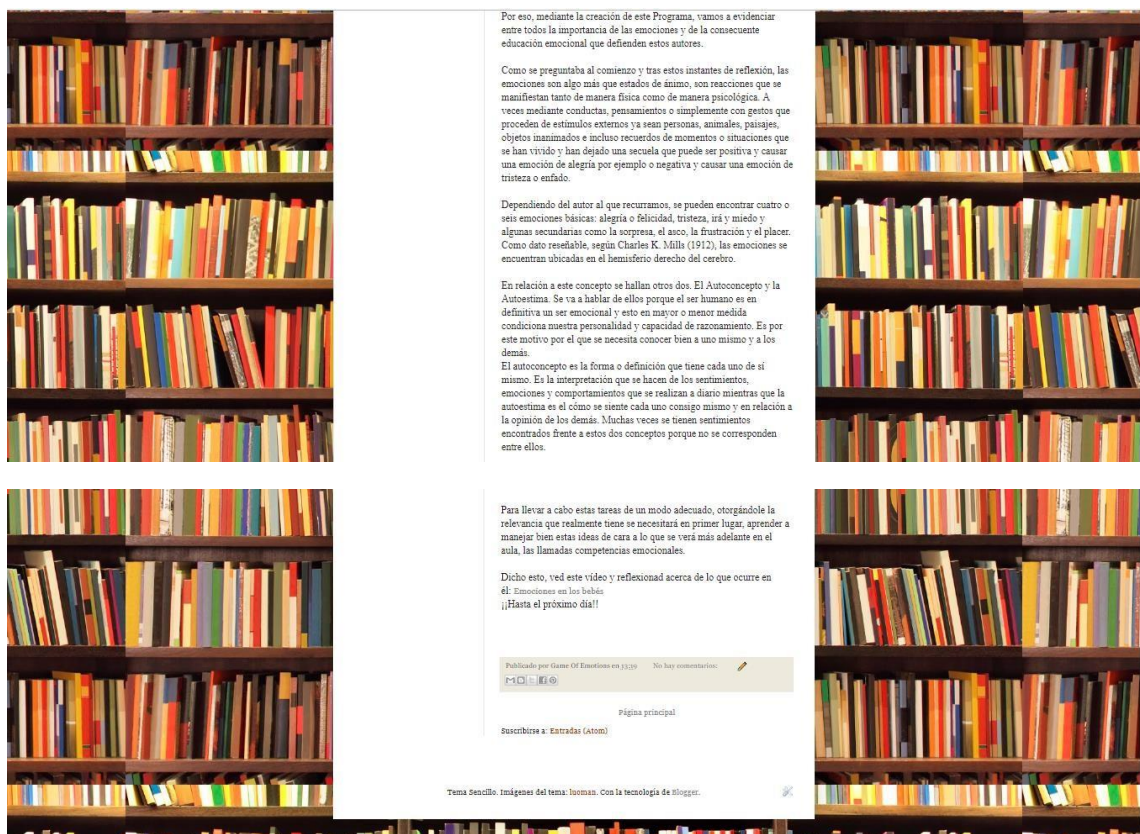 Por eso, mediante la creación de este Programa, vamos a evidenciar
entre todos la importancia de las emociones y de la consecuente
educación emocional que defienden estos autores.
Como se preguntaba al comienzo y tras estos instantes de reflexión, las
emociones son algo más que estados de ánimo, son reacciones que se
manifiestan tanto de manera física como de manera psicológica. A
veces mediante conductas, pensamientos o simplemente con gestos que
proceden de estímulos externos ya sean personas, animales, paisajes,
objetos inanimados e incluso recuerdos de momentos o situaciones que
se han vivido y han dejado una secuela que puede ser positiva y causar
una emoción de alegría por ejemplo o negativa y causar una emoción de
tristeza o enfado.
Dependiendo del autor al que recurramos, se pueden encontrar cuatro o
seis emociones básicas: alegría o felicidad, tristeza, irá y miedo y
algunas secundarias como la sorpresa, el asco, la frustración y el placer.
Como dato reseñable, según Charles K. Mills (1912), las emociones se
encuentran ubicadas en el hemisferio derecho del cerebro.
En relación a este concepto se hallan otros dos. El Autoconcepto y la
Autoestima. Se va a hablar de ellos porque el ser humano es en
definitiva un ser emocional y esto en mayor o menor medida
condiciona nuestra personalidad y capacidad de razonamiento. Es por
este motivo por el que se necesita conocer bien a uno mismo y a los
demás.
El autoconcepto es la forma o definición que tiene cada uno de sí
mismo. Es la interpretación que se hacen de los sentimientos,
emociones y comportamientos que se realizan a diario mientras que la
autoestima es el cómo se siente cada uno consigo mismo y en relación a
la opinión de los demás. Muchas veces se tienen sentimientos
encontrados frente a estos dos conceptos porque no se corresponden
entre ellos.
Para llevar a cabo estas tareas de un modo adecuado, otorgándole la
relevancia que realmente tiene se necesitará en primer lugar, aprender a
manejar bien estas ideas de cara a lo que se verá más adelante en el
aula, las llamadas competencias emocionales.
Dicho esto, ved este vídeo y reflexionad acerca de lo que ocurre en
él: Emociones en los bebés
¡¡Hasta el próximo día!!
Publicado por Game Of Emotions en 13:39 No hay comentarios:
Página principal
Suscribirse a: Entradas (Atom)
Tema Sencillo. Imágenes del tema: luoman. Con la tecnología de Blogger.